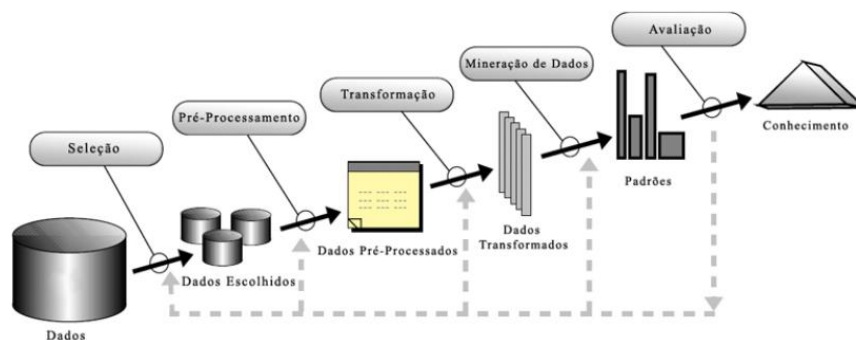 Avaliação
Mineração de Dados
Transformação
Pré-Processamento
Seleção
Conhecimento
Padrões
Dados
Transformados
Dados Pré-Processados
Dados Escolhidos
Dados